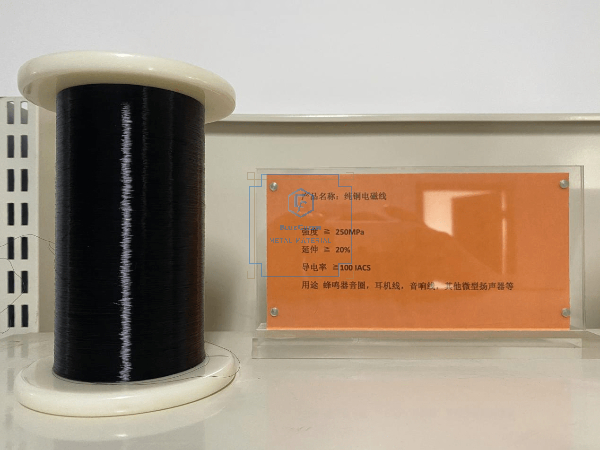 产品名称：纯铜电磁线
强度 ≥ 250MPa
延伸 ≥ 20%
导电率 ≥100 IACS
用途 蜂鸣器音圈，耳机线，音响线，其他微型扬声器等